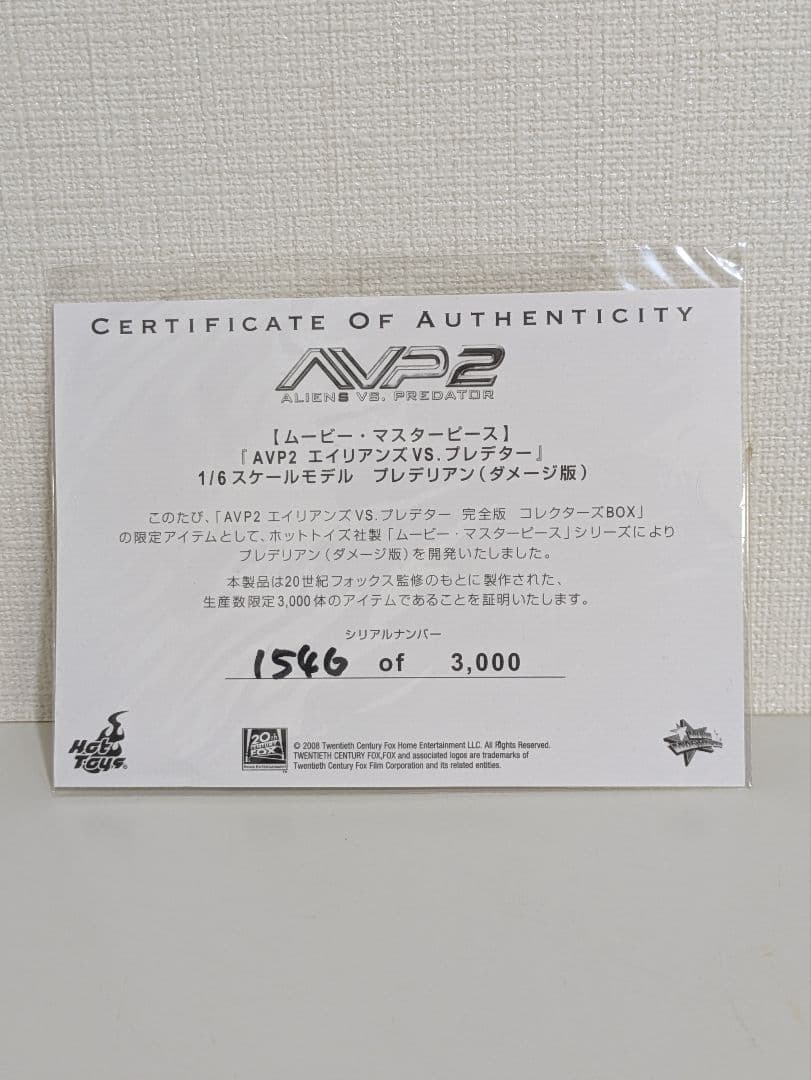 CERTIFICATE OF AUTHENTICITY
AVP2
ALIENS VS. PREDATOR
【ムービー・マスターピース】
『AVP2 エイリアンズVS.プレデター』
1/6スケールモデル プレデリアン(ダメージ版)
このたび、「AVP2 エイリアンズVS.プレデター 完全版 コレクターズBOX」
の限定アイテムとして、ホットトイズ社製「ムービー・マスターピース」シリーズにより
プレデリアン(ダメージ版)を開発いたしました。
本製品は20世紀フォックス監修のもとに製作された、
生産数限定3,000体のアイテムであることを証明いたします。
シリアルナンバー
1546 of 3,000
Hot Toys
20th CENTURY FOX
© 2008 Twentieth Century Fox Home Entertainment LLC. All Rights Reserved.
TWENTIETH CENTURY FOX,FOX and associated logos are trademarks of
Twentieth Century Fox Film Corporation and its related entities.